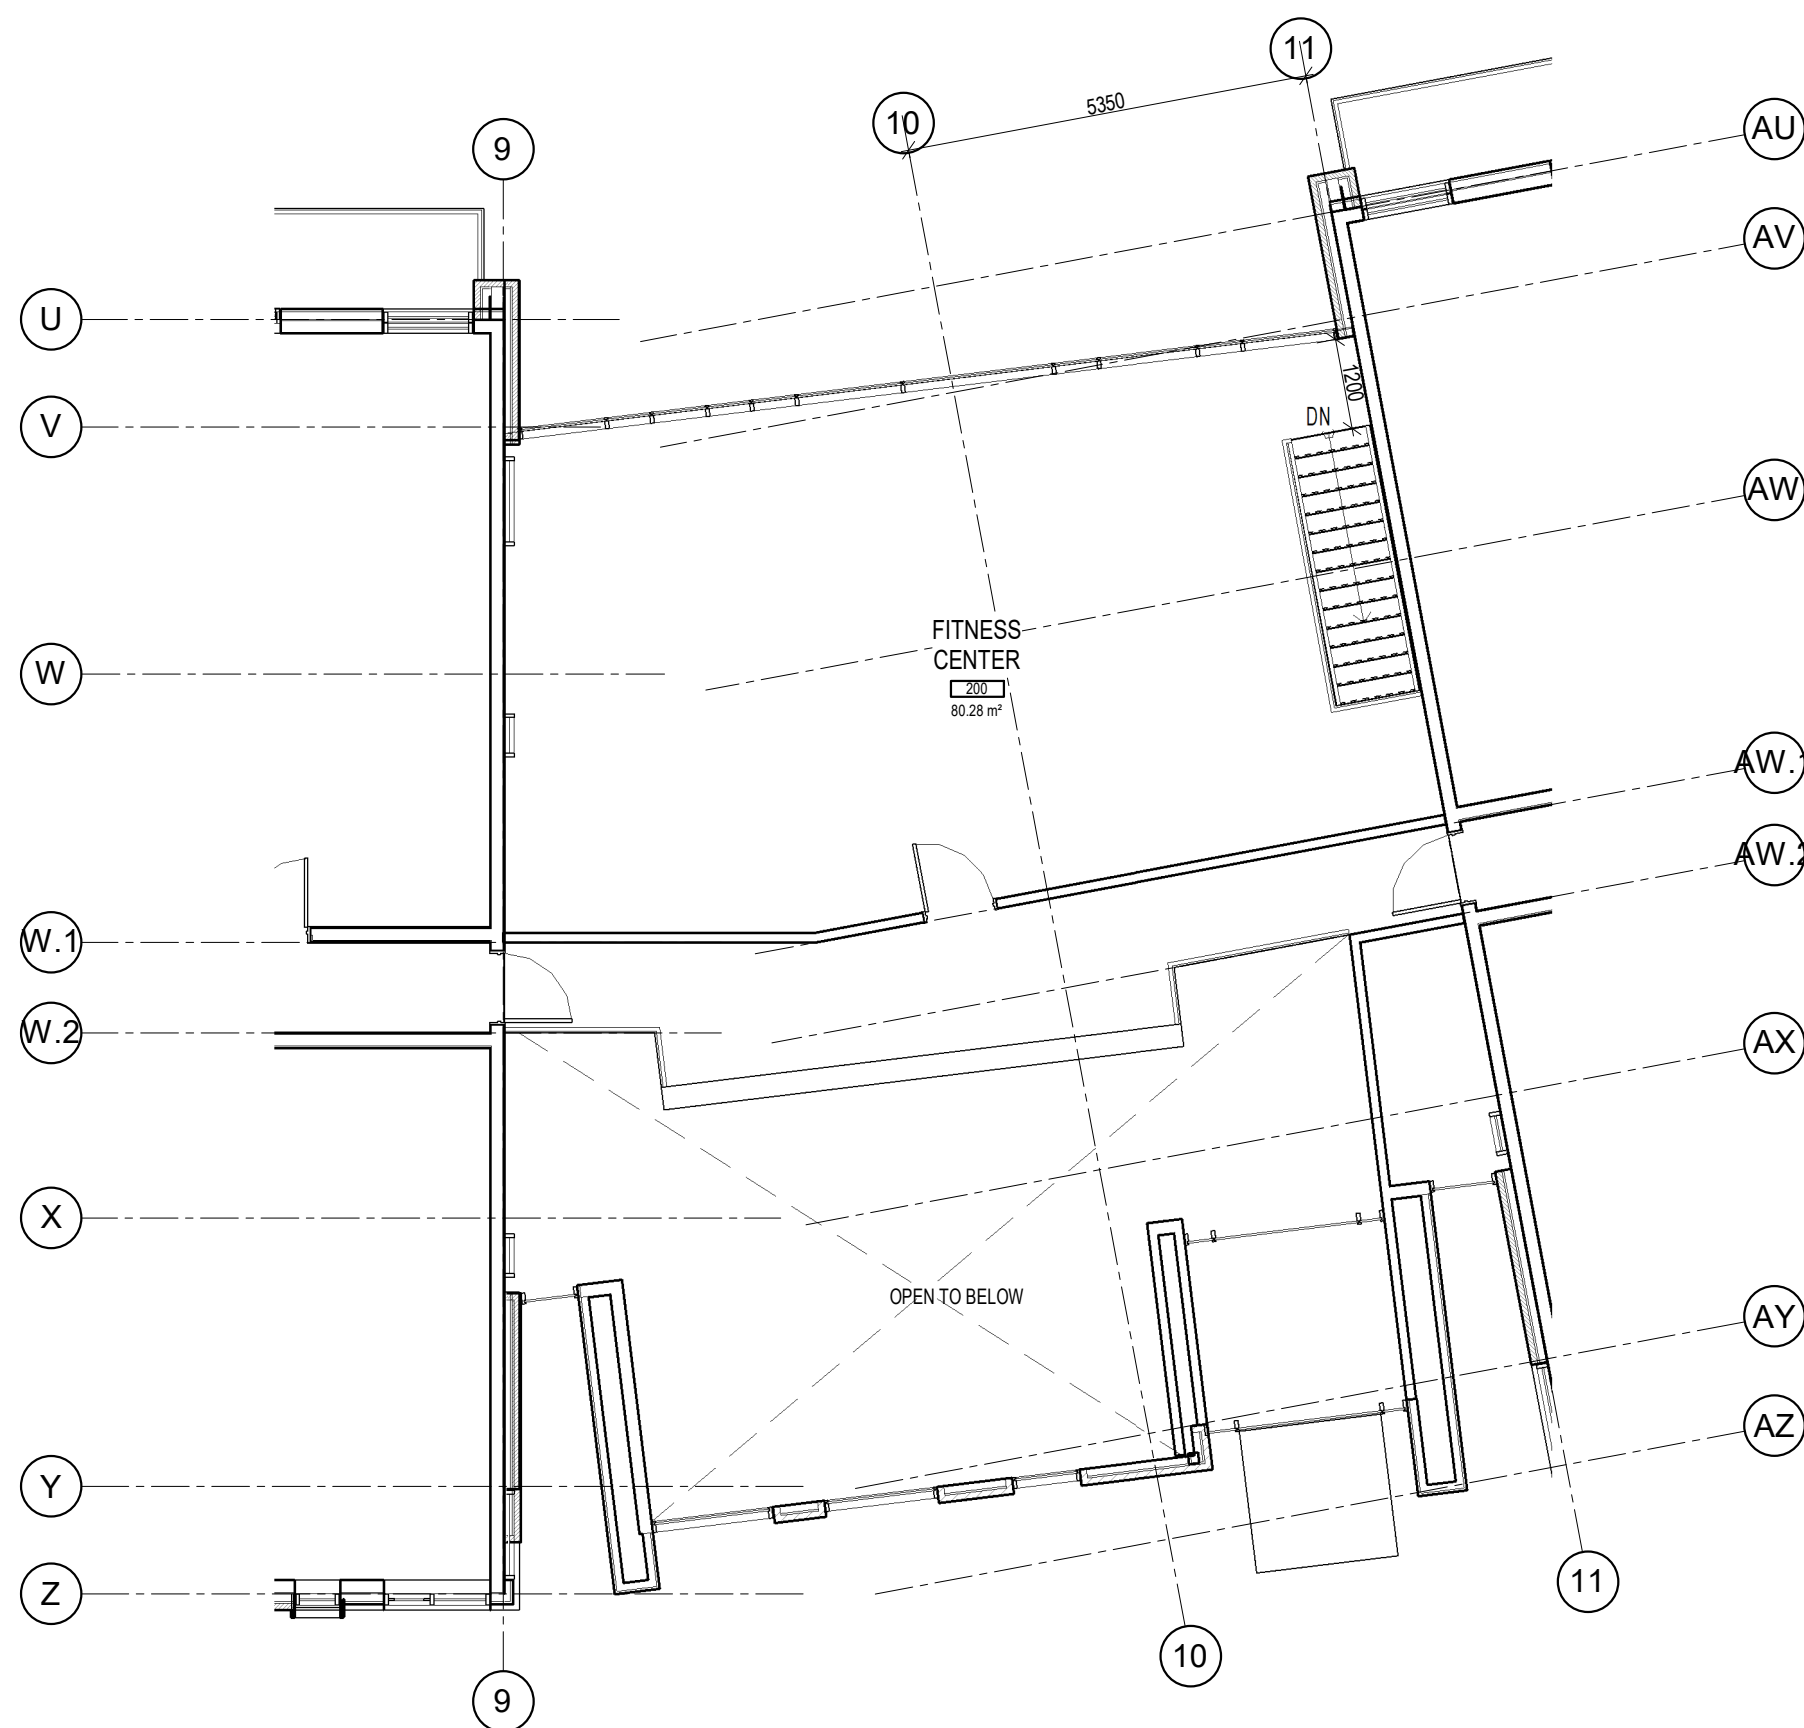 11
5350
10
9
AU
AV
U
V
1200
DN
AW
FITNESS
CENTER
200
80.28 m²
W
AW.1
AW.2
W.1
W.2
AX
X
OPEN TO BELOW
AY
AZ
Y
Z
11
10
9